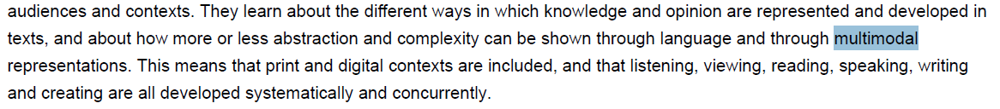 audiences and contexts. They learn about the different ways in which knowledge and opinion are represented and developed in
texts, and about how more or less abstraction and complexity can be shown through language and through multimodal
representations. This means that print and digital contexts are included, and that listening, viewing, reading, speaking, writing
and creating are all developed systematically and concurrently.